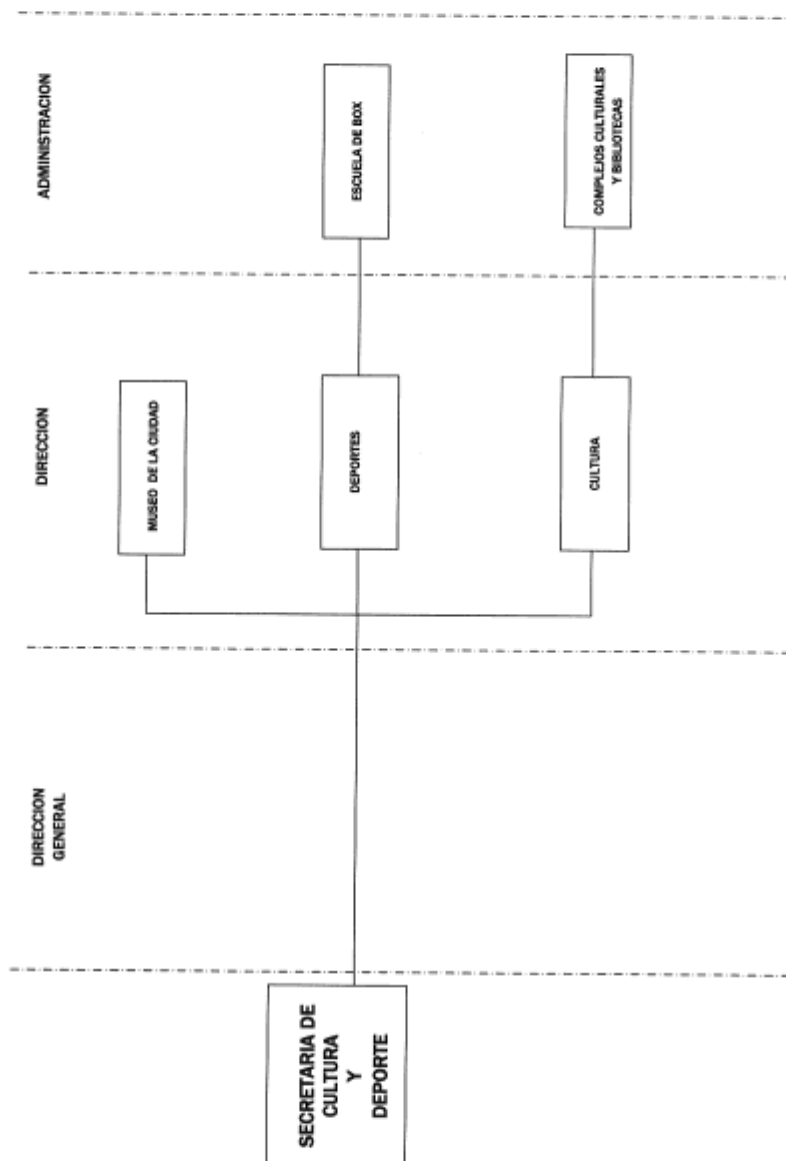 SECRETARIA DE
CULTURA
Y
DEPORTE
DIRECCION
GENERAL
DIRECCION
MUSEO DE LA CIUDAD
DEPORTES
CULTURA
ADMINISTRACION
ESCUELA DE BOX
COMPLEJOS CULTURALES
Y BIBLIOTECAS